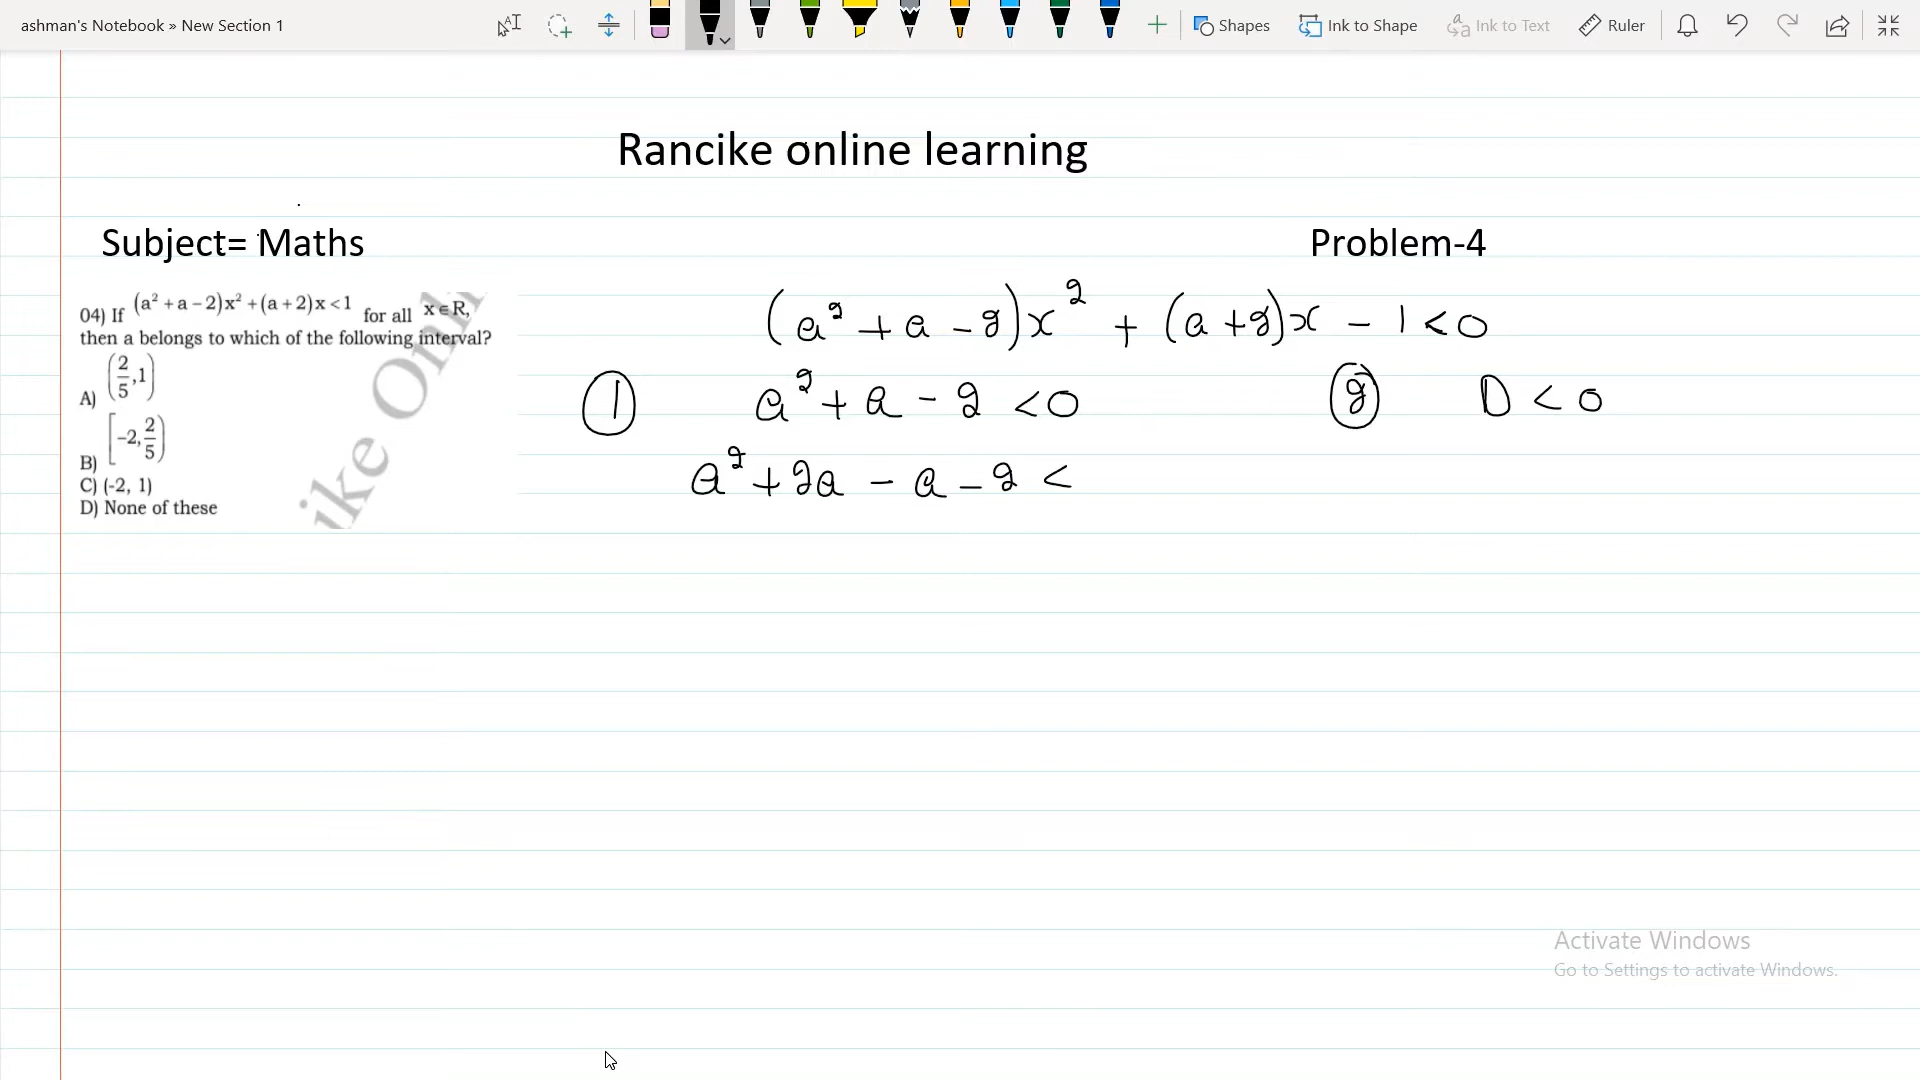 ashman's Notebook » New Section 1
Shapes Ink to Shape Ink to Text Ruler
Rancike online learning
Subject= Maths
Problem-4
04) If (a² + a − 2)x² + (a + 2)x < 1 for all x ∈ R,
then a belongs to which of the following interval?
A) (2/5, 1)
B) [−2, 2/5)
C) (-2, 1)
D) None of these
(a² + a − 2)x² + (a + 2)x − 1 < 0
① a² + a − 2 < 0
② D < 0
a² + 2a − a − 2 <
Activate Windows
Go to Settings to activate Windows.